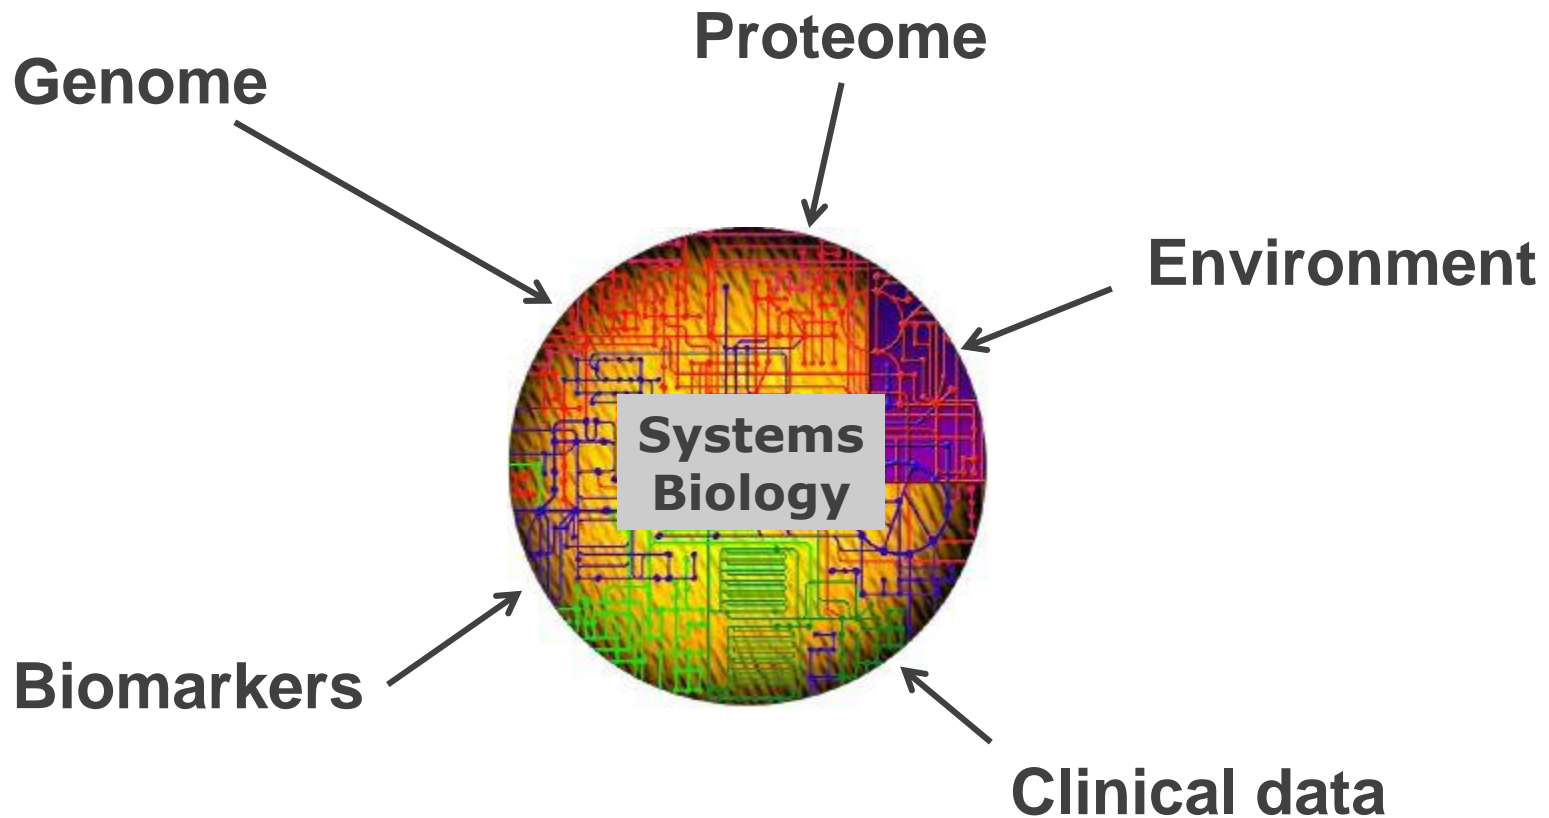 Proteome
Genome
Environment
Systems
Biology
Biomarkers
Clinical data